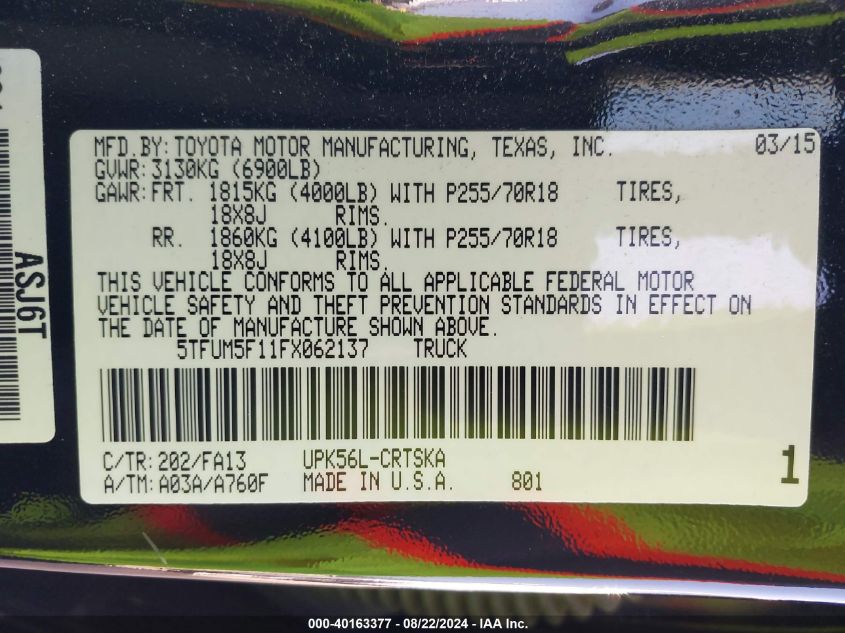 MFD.BY: TOYOTA MOTOR MANUFACTURING, TEXAS, INC. 03/15
GVWR: 3130KG (6900LB)
GAWR: FRT. 1815KG (4000LB) WITH P255/70R18 TIRES,
18X8J RIMS.
RR. 1860KG (4100LB) WITH P255/70R18 TIRES,
18X8J RIMS.
THIS VEHICLE CONFORMS TO ALL APPLICABLE FEDERAL MOTOR
VEHICLE SAFETY AND THEFT PREVENTION STANDARDS IN EFFECT ON
THE DATE OF MANUFACTURE SHOWN ABOVE.
5TFUM5F11FX062137 TRUCK
C/TR: 202/FA13 UPK56L-CRTSKA
A/TM: A03A/A760F MADE IN U.S.A. 801 1
ASJ6T
000-40163377 - 08/22/2024 - IAA Inc.